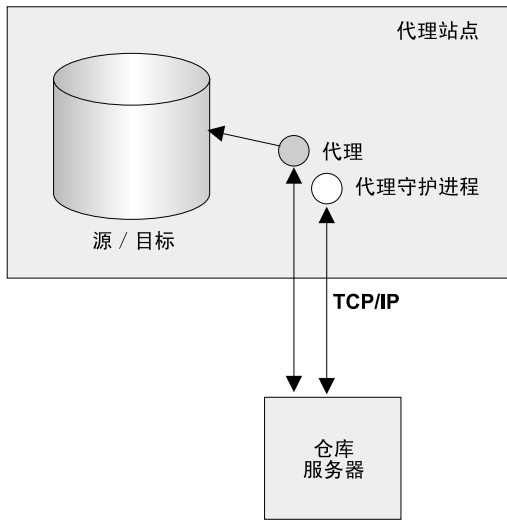 代理站点
代理
代理守护进程
源 / 目标
TCP/IP
仓库
服务器